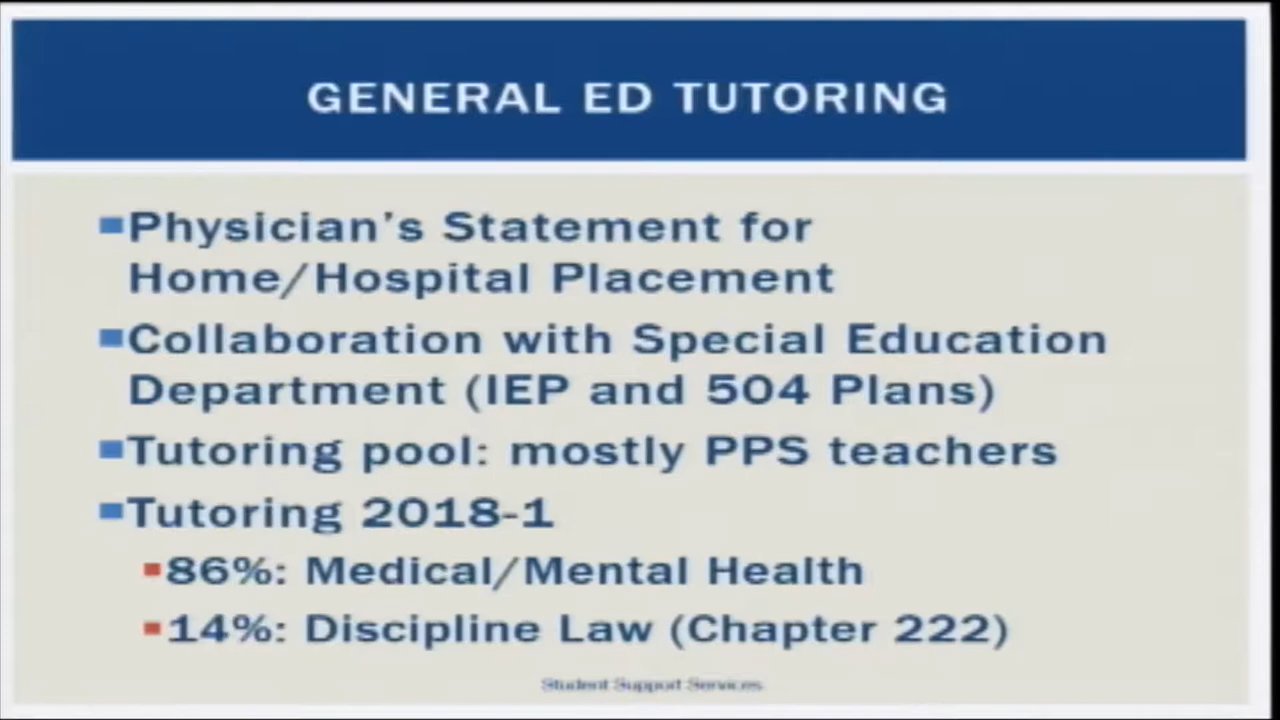 GENERAL ED TUTORING
Physician's Statement for
Home/Hospital Placement
Collaboration with Special Education
Department (IEP and 504 Plans)
Tutoring pool: mostly PPS teachers
Tutoring 2018-1
86%: Medical/Mental Health
14%: Discipline Law (Chapter 222)
Student Support Services